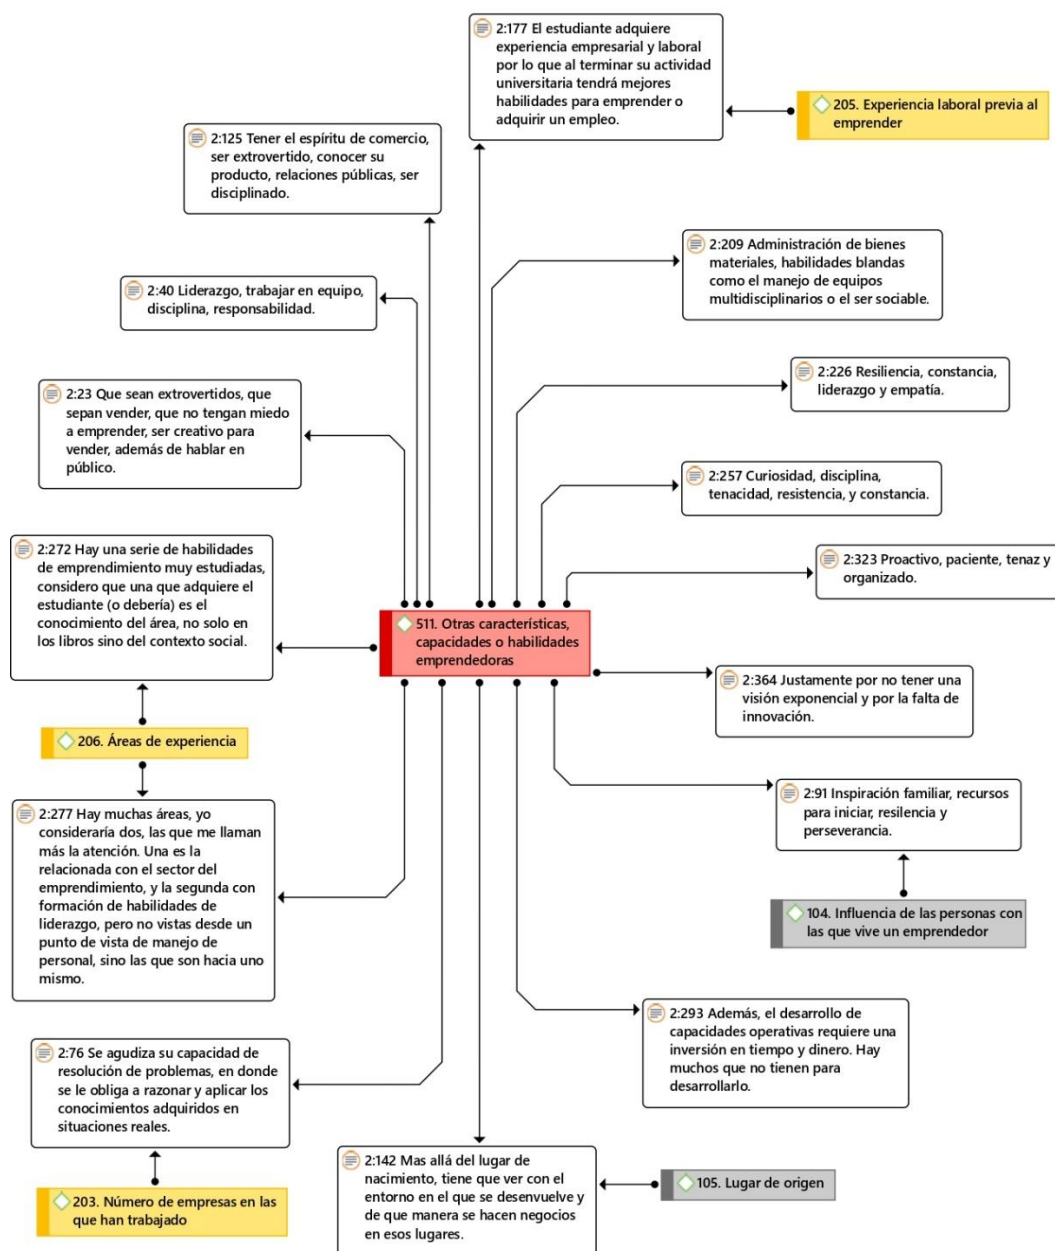 2:177 El estudiante adquiere
experiencia empresarial y laboral
por lo que al terminar su actividad
universitaria tendrá mejores
habilidades para emprender o
adquirir un empleo.
205. Experiencia laboral previa al
emprender
2:125 Tener el espíritu de comercio,
ser extrovertido, conocer su
producto, relaciones públicas, ser
disciplinado.
2:209 Administración de bienes
materiales, habilidades blandas
como el manejo de equipos
multidisciplinarios o el ser sociable.
2:40 Liderazgo, trabajar en equipo,
disciplina, responsabilidad.
2:226 Resiliencia, constancia,
liderazgo y empatía.
2:23 Que sean extrovertidos, que
sepan vender, que no tengan miedo
a emprender, ser creativo para
vender, además de hablar en
público.
2:257 Curiosidad, disciplina,
tenacidad, resistencia, y constancia.
2:272 Hay una serie de habilidades
de emprendimiento muy estudiadas,
considero que una que adquiere el
estudiante (o debería) es el
conocimiento del área, no solo en
los libros sino del contexto social.
2:323 Proactivo, paciente, tenaz y
organizado.
511. Otras características,
capacidades o habilidades
emprendedoras
2:364 Justamente por no tener una
visión exponencial y por la falta de
innovación.
206. Áreas de experiencia
2:277 Hay muchas áreas, yo
consideraría dos, las que me llaman
más la atención. Una es la
relacionada con el sector del
emprendimiento, y la segunda con
formación de habilidades de
liderazgo, pero no vistas desde un
punto de vista de manejo de
personal, sino las que son hacia uno
mismo.
2:91 Inspiración familiar, recursos
para iniciar, resilencia y
perseverancia.
104. Influencia de las personas con
las que vive un emprendedor
2:293 Además, el desarrollo de
capacidades operativas requiere una
inversión en tiempo y dinero. Hay
muchos que no tienen para
desarrollarlo.
2:76 Se agudiza su capacidad de
resolución de problemas, en donde
se le obliga a razonar y aplicar los
conocimientos adquiridos en
situaciones reales.
2:142 Mas allá del lugar de
nacimiento, tiene que ver con el
entorno en el que se desenvuelve y
de que manera se hacen negocios
en esos lugares.
105. Lugar de origen
203. Número de empresas en las
que han trabajado